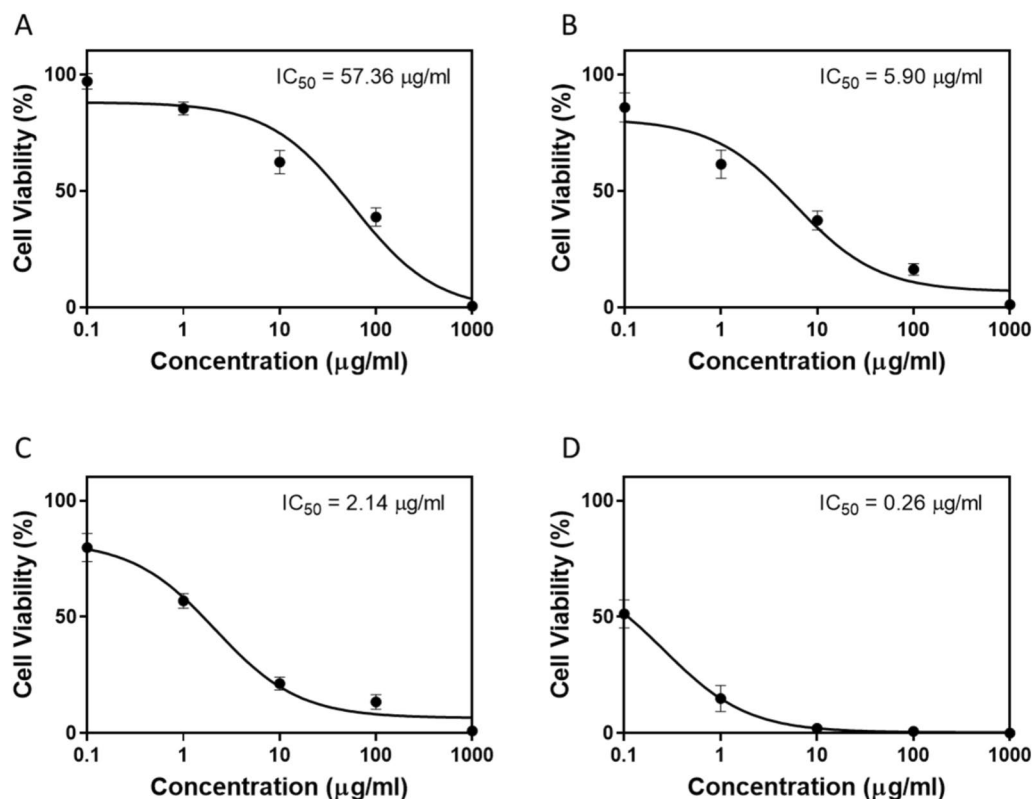 A
IC50 = 57.36 μg/ml
Cell Viability (%)
100
50
0
0.1 1 10 100 1000
Concentration (μg/ml)
B
IC50 = 5.90 μg/ml
Cell Viability (%)
100
50
0
0.1 1 10 100 1000
Concentration (μg/ml)
C
IC50 = 2.14 μg/ml
Cell Viability (%)
100
50
0
0.1 1 10 100 1000
Concentration (μg/ml)
D
IC50 = 0.26 μg/ml
Cell Viability (%)
100
50
0
0.1 1 10 100 1000
Concentration (μg/ml)